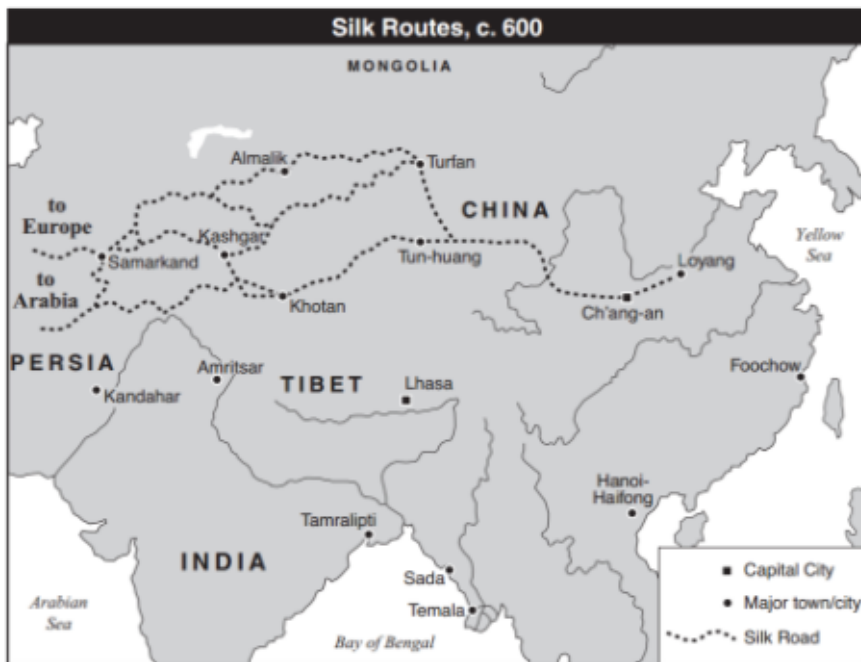 Silk Routes, c. 600
MONGOLIA
Almalik
Turfan
to
Europe
CHINA
Kashgar
Yellow
Sea
Samarkand
Tun-huang
Loyang
to
Arabia
Khotan
Ch'ang-an
PERSIA
Amritsar
TIBET
Lhasa
Foochow
Kandahar
Hanoi-
Haifong
Tamralipti
INDIA
Sada
Capital City
Arabian
Sea
Temala
Major town/city
Bay of Bengal
Silk Road